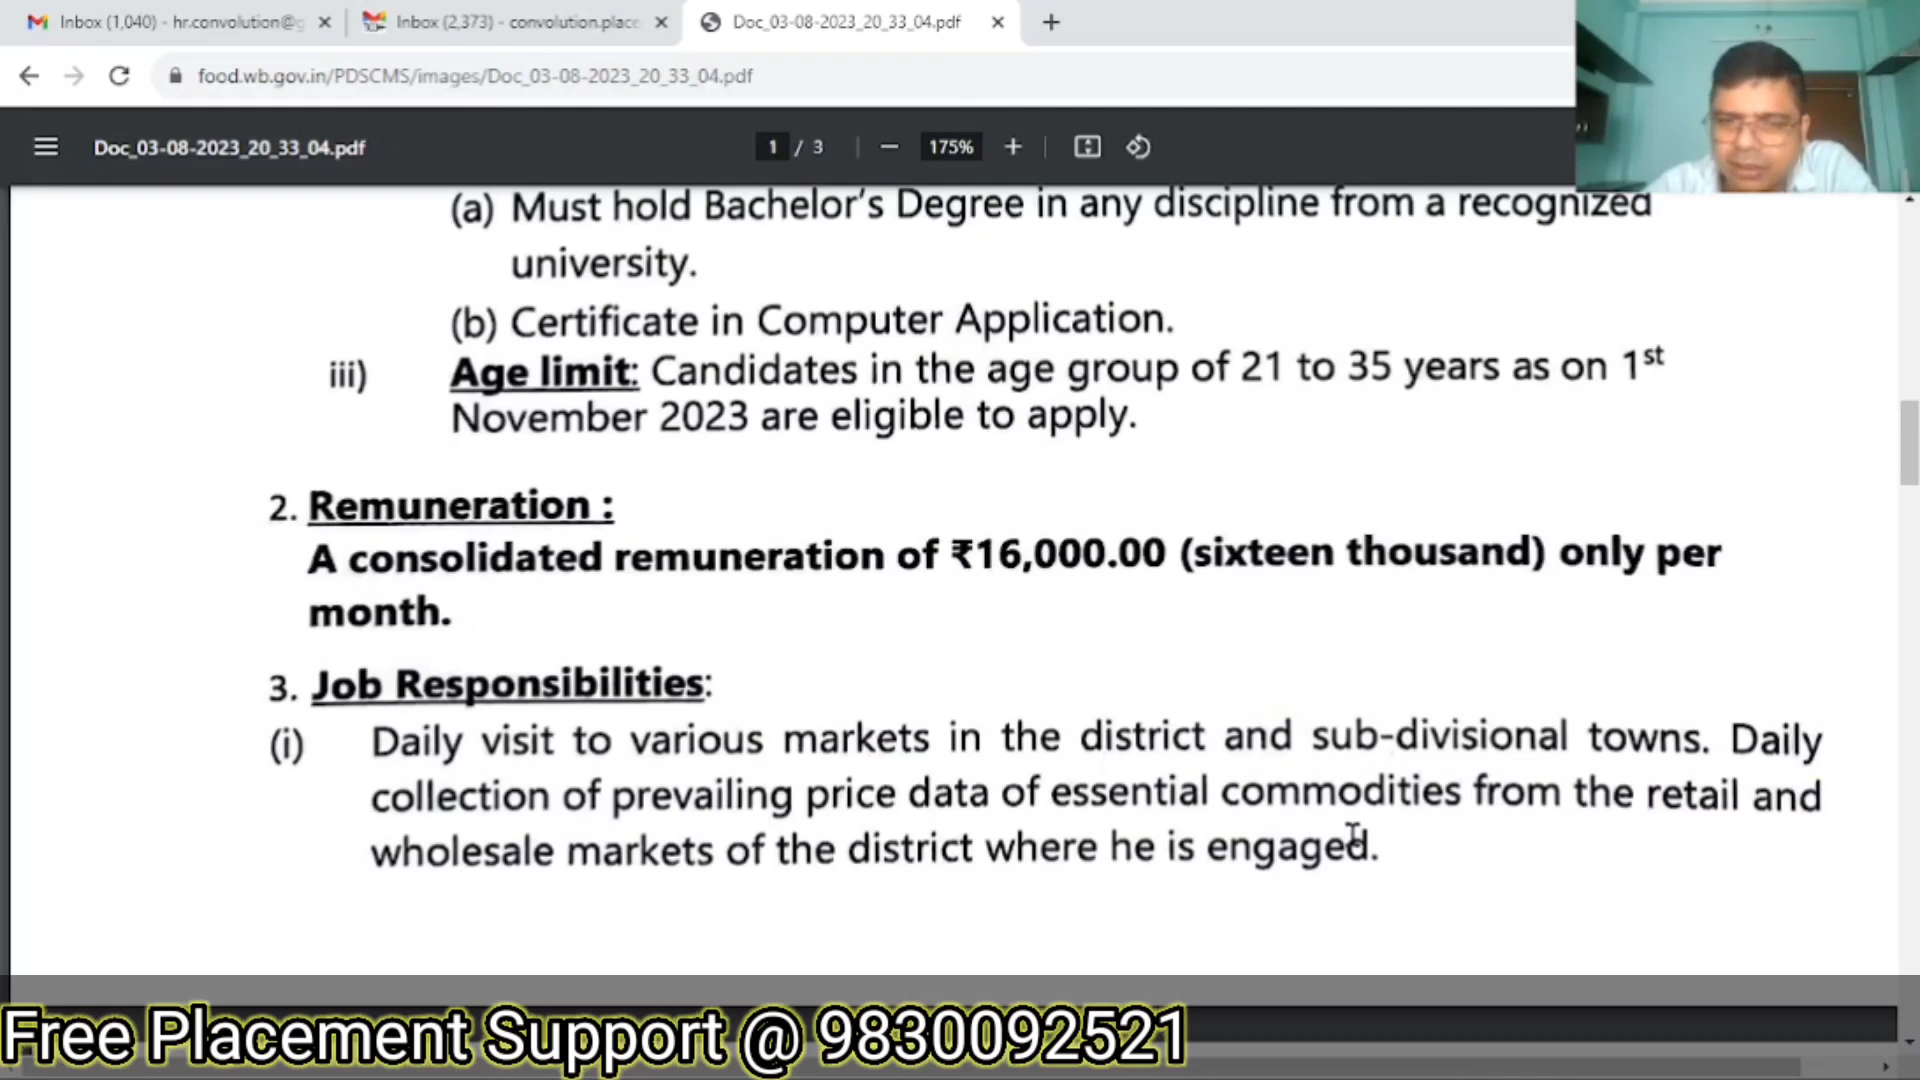 Inbox (1,040) - hr.convolution@g
Inbox (2,373) - convolution.place
Doc_03-08-2023_20_33_04.pdf
food.wb.gov.in/PDSCMS/images/Doc_03-08-2023_20_33_04.pdf
Doc_03-08-2023_20_33_04.pdf
1 / 3
175%
(a) Must hold Bachelor's Degree in any discipline from a recognized
university.
(b) Certificate in Computer Application.
iii) Age limit: Candidates in the age group of 21 to 35 years as on 1st
November 2023 are eligible to apply.
2. Remuneration :
A consolidated remuneration of ₹16,000.00 (sixteen thousand) only per
month.
3. Job Responsibilities:
(i) Daily visit to various markets in the district and sub-divisional towns. Daily
collection of prevailing price data of essential commodities from the retail and
wholesale markets of the district where he is engaged.
Free Placement Support @ 9830092521